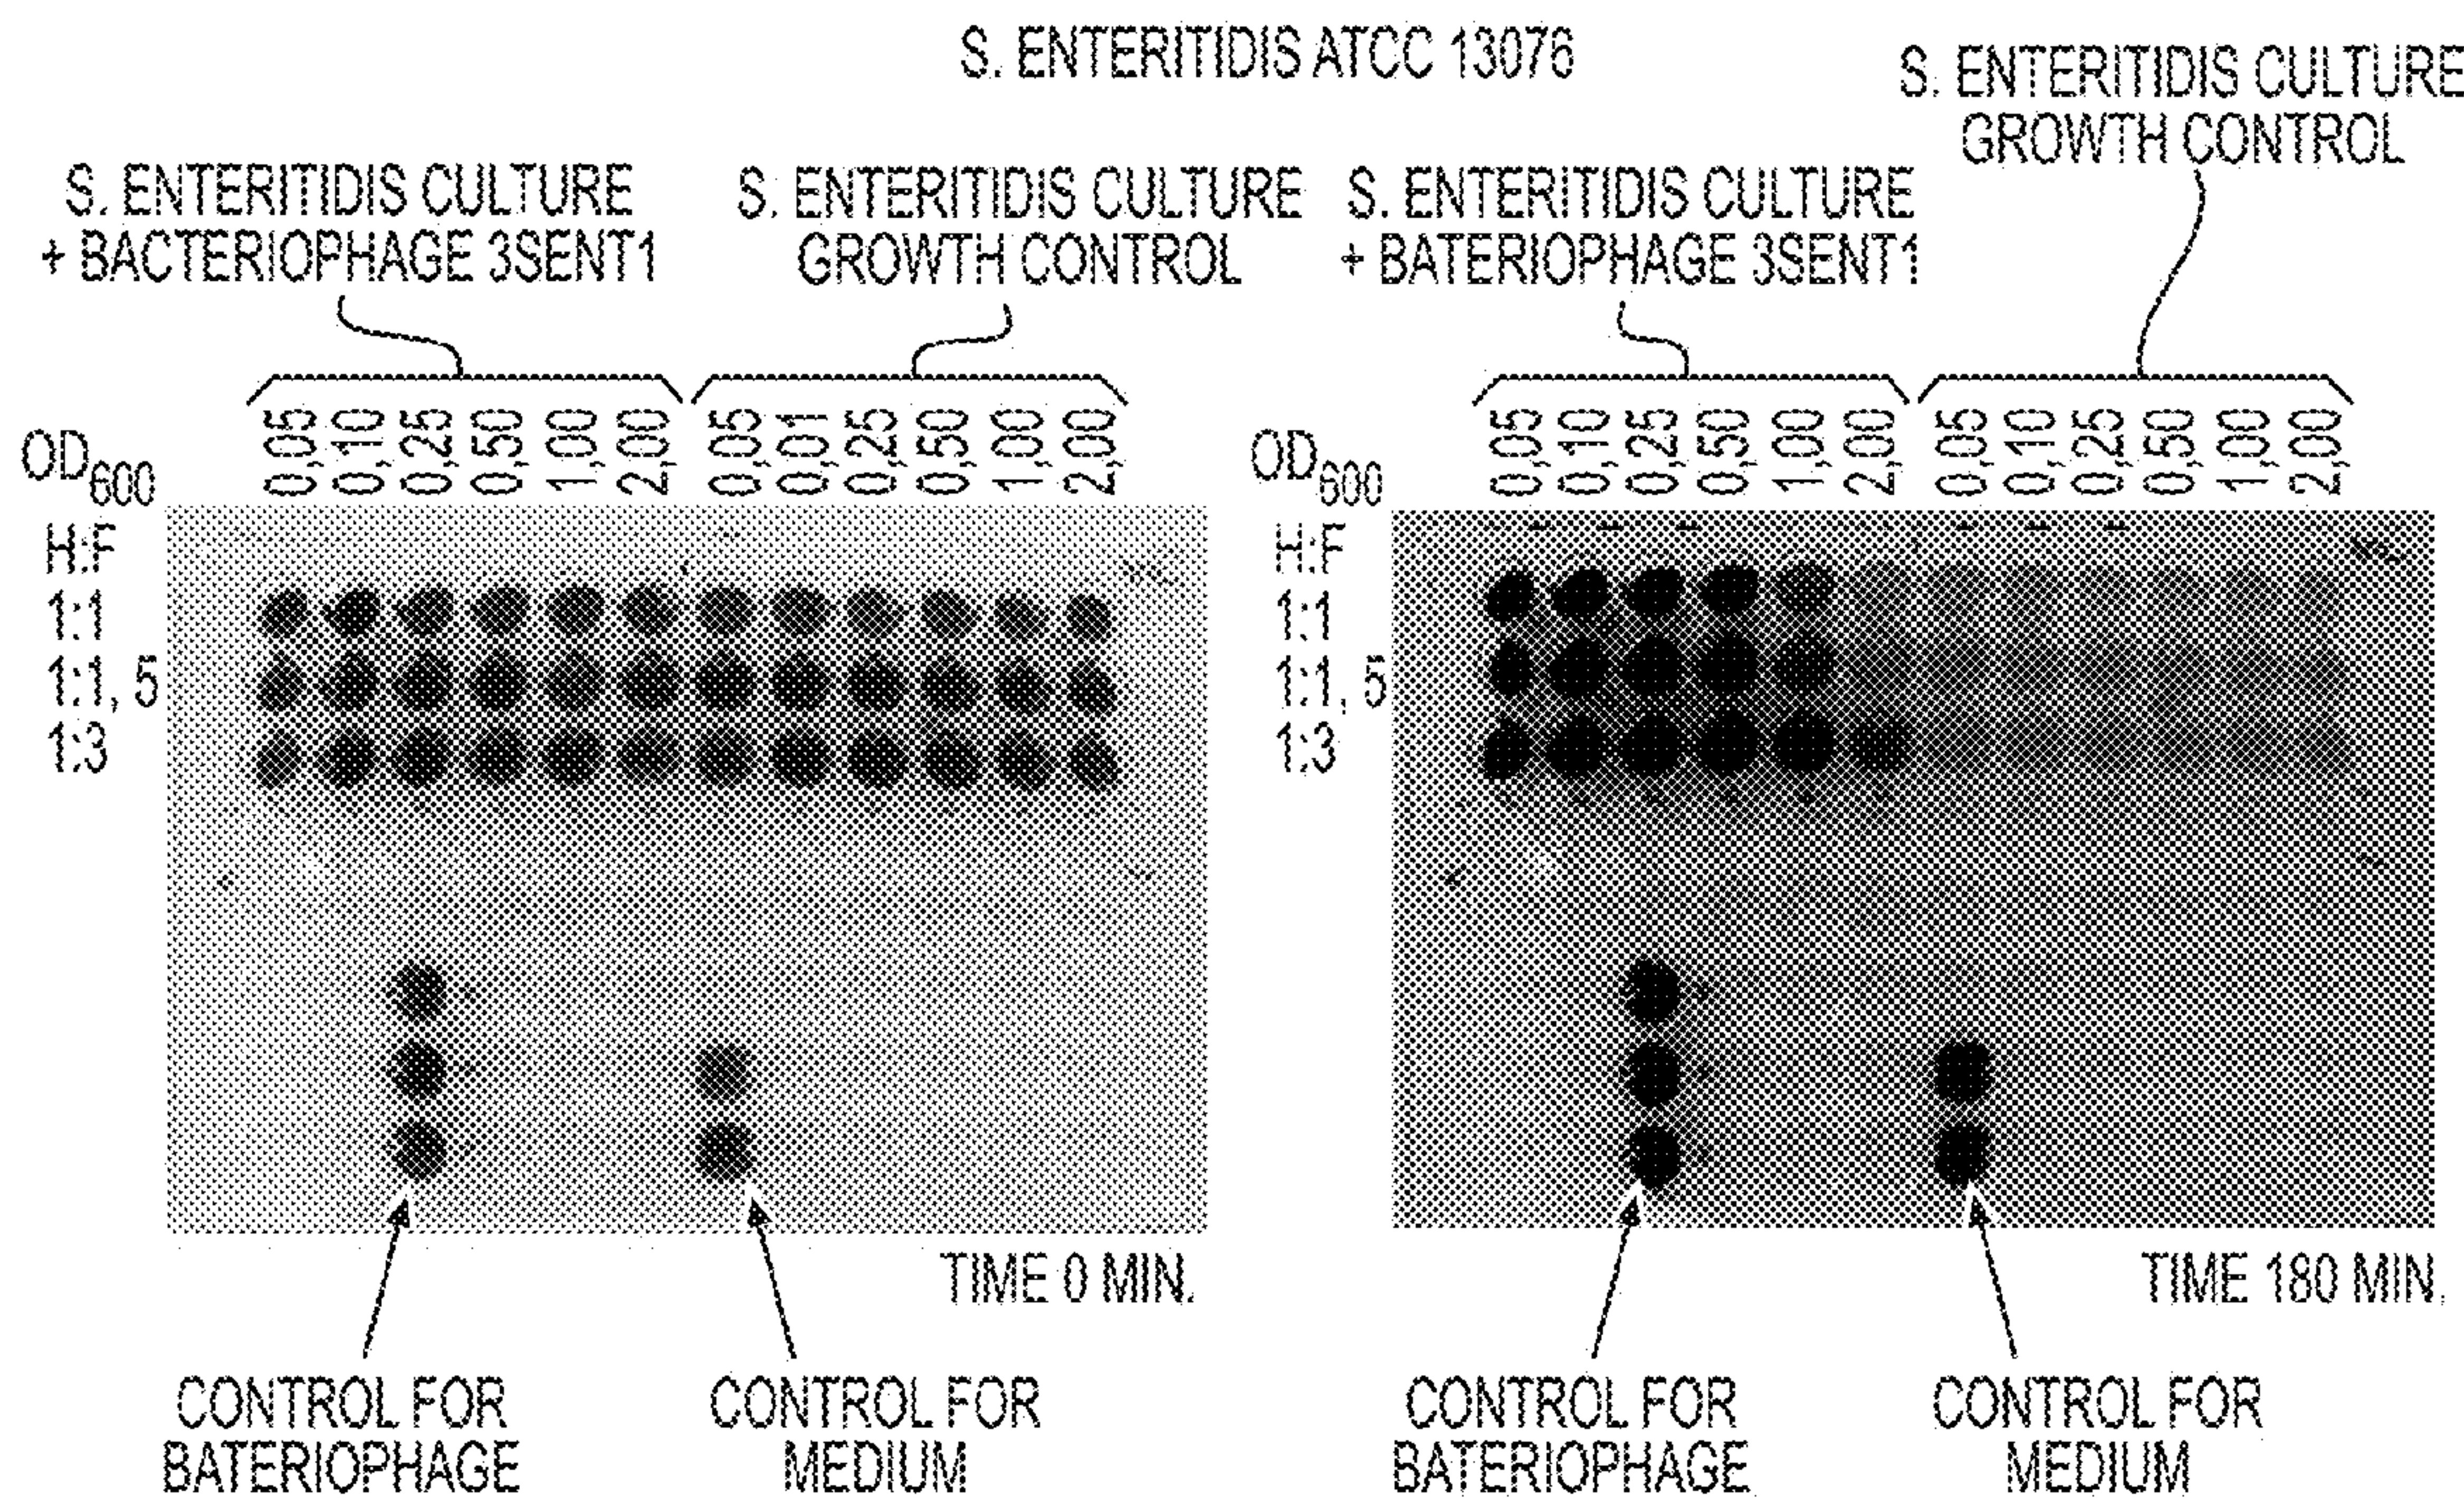 S. ENTERITIDIS ATCC 13076
S. ENTERITIDIS CULTURE
+ BACTERIOPHAGE 3SENT1
S. ENTERITIDIS CULTURE
GROWTH CONTROL
S. ENTERITIDIS CULTURE
+ BATERIOPHAGE 3SENT1
S. ENTERITIDIS CULTURE
GROWTH CONTROL
OD600
0,05
0,10
0,25
0,50
1,00
2,00
0,05
0,01
0,25
0,50
1,00
2,00
H:F
1:1
1:1, 5
1:3
TIME 0 MIN.
CONTROL FOR
BATERIOPHAGE
CONTROL FOR
MEDIUM
OD600
0,05
0,10
0,25
0,50
1,00
2,00
0,05
0,10
0,25
0,50
1,00
2,00
H:F
1:1
1:1, 5
1:3
TIME 180 MIN.
CONTROL FOR
BATERIOPHAGE
CONTROL FOR
MEDIUM